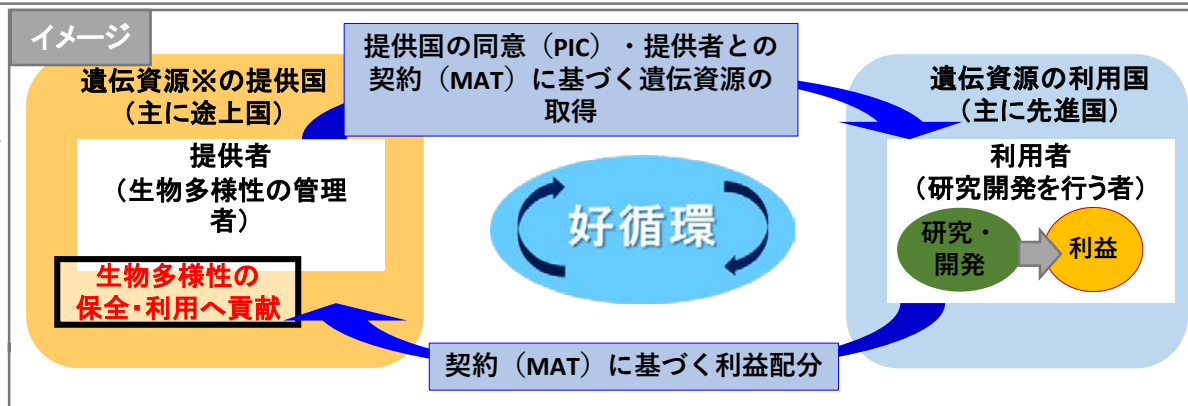 イメージ
提供国の同意（PIC）・提供者との
契約（MAT）に基づく遺伝資源の
取得
遺伝資源※の提供国
（主に途上国）
提供者
（生物多様性の管理
者）
生物多様性の
保全・利用へ貢献
好循環
遺伝資源の利用国
（主に先進国）
利用者
（研究開発を行う者）
研究・
開発
利益
契約（MAT）に基づく利益配分